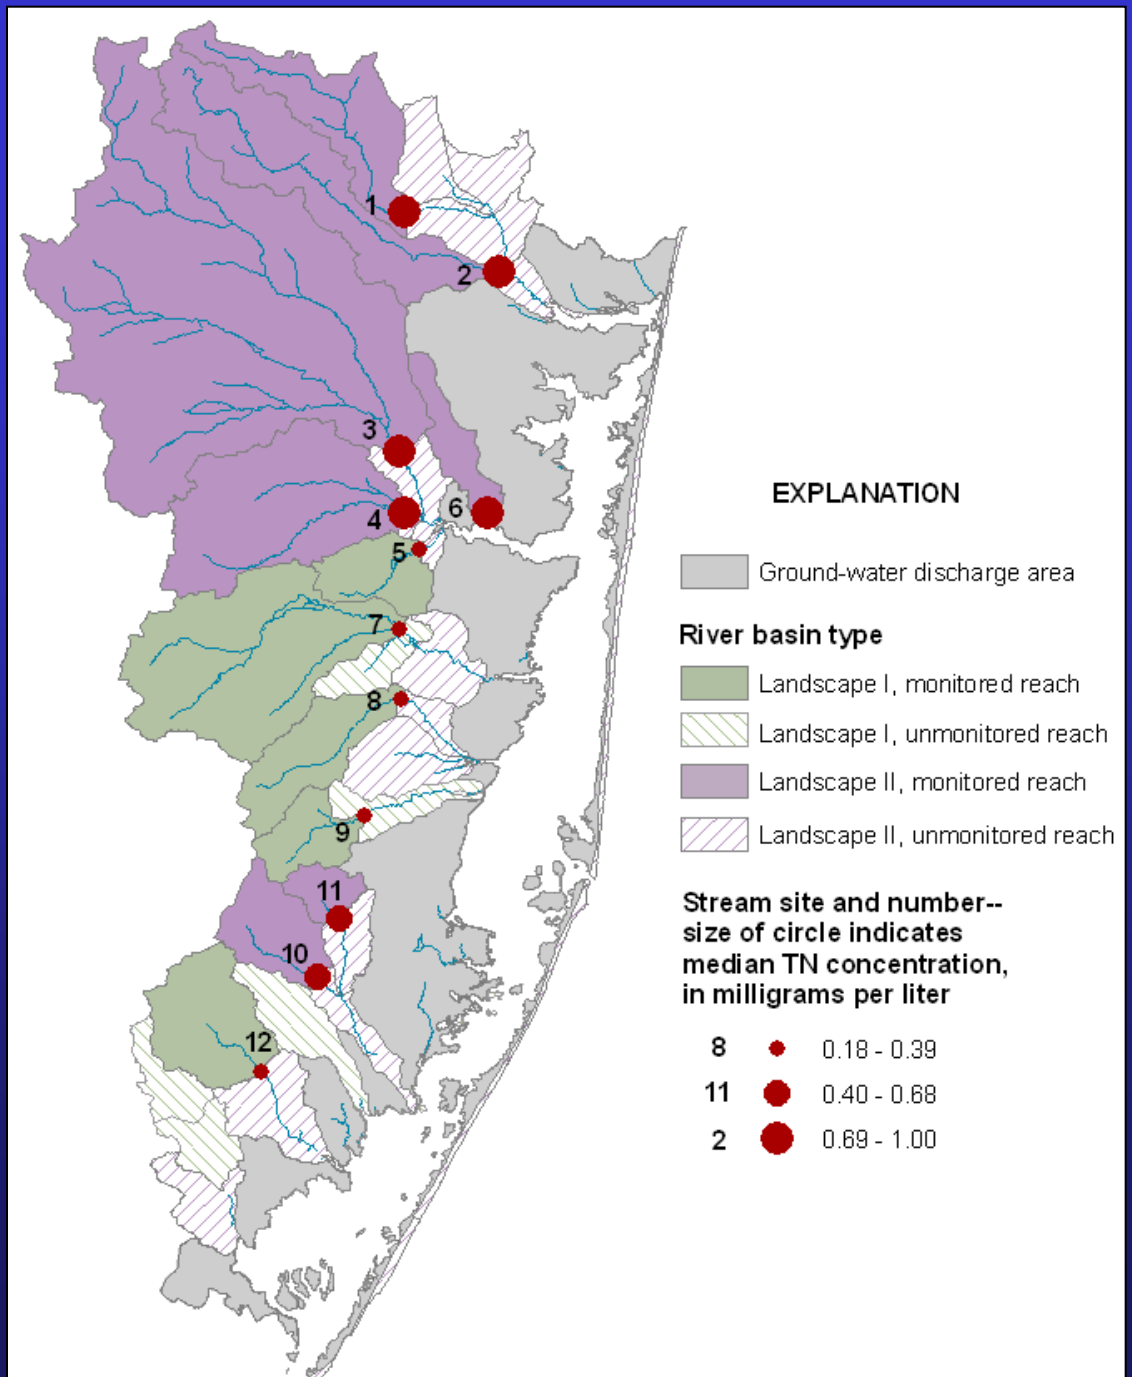 1
2
3
4
6
5
7
8
9
11
10
12
EXPLANATION
Ground-water discharge area
River basin type
Landscape I, monitored reach
Landscape I, unmonitored reach
Landscape II, monitored reach
Landscape II, unmonitored reach
Stream site and number--
size of circle indicates
median TN concentration,
in milligrams per liter
8 0.18 - 0.39
11 0.40 - 0.68
2 0.69 - 1.00